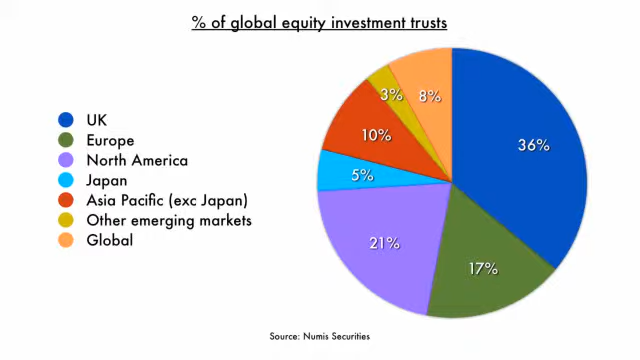 % of global equity investment trusts
UK
Europe
North America
Japan
Asia Pacific (exc Japan)
Other emerging markets
Global
36%
17%
21%
5%
10%
3%
8%
Source: Numis Securities